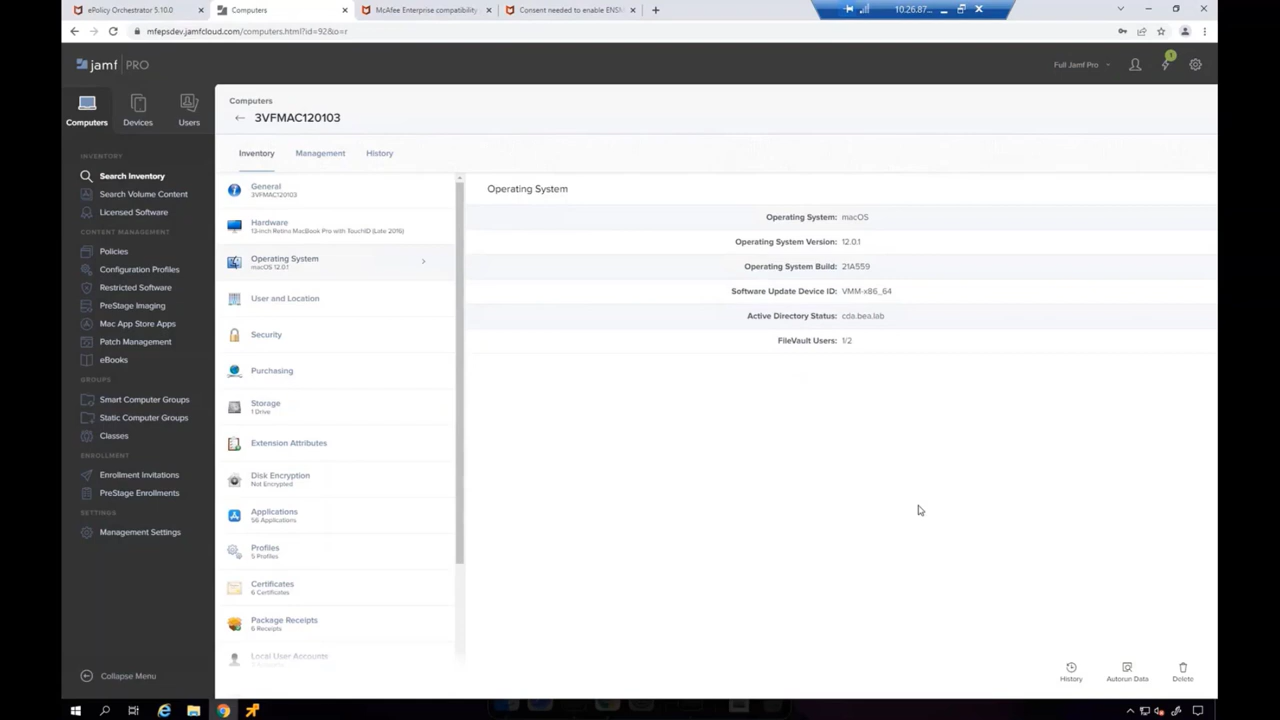 ePolicy Orchestrator 5.10.0
Computers
McAfee Enterprise compatibility
Consent needed to enable ENSM
10.26.87...
mfepsdev.jamfcloud.com/computers.html?id=92&o=r
jamf PRO
Full Jamf Pro
1
Computers
Devices
Users
INVENTORY
Search Inventory
Search Volume Content
Licensed Software
CONTENT MANAGEMENT
Policies
Configuration Profiles
Restricted Software
PreStage Imaging
Mac App Store Apps
Patch Management
eBooks
GROUPS
Smart Computer Groups
Static Computer Groups
Classes
ENROLLMENT
Enrollment Invitations
PreStage Enrollments
SETTINGS
Management Settings
Collapse Menu
Computers
3VFMAC120103
Inventory
Management
History
General
3VFMAC120103
Hardware
13-inch Retina MacBook Pro with TouchID (Late 2016)
Operating System
macOS 12.0.1
User and Location
Security
Purchasing
Storage
1 Drive
Extension Attributes
Disk Encryption
Not Encrypted
Applications
56 Applications
Profiles
5 Profiles
Certificates
6 Certificates
Package Receipts
6 Receipts
Local User Accounts
Operating System
Operating System: macOS
Operating System Version: 12.0.1
Operating System Build: 21A559
Software Update Device ID: VMM-x86_64
Active Directory Status: cda.bea.lab
FileVault Users: 1/2
History
Autorun Data
Delete